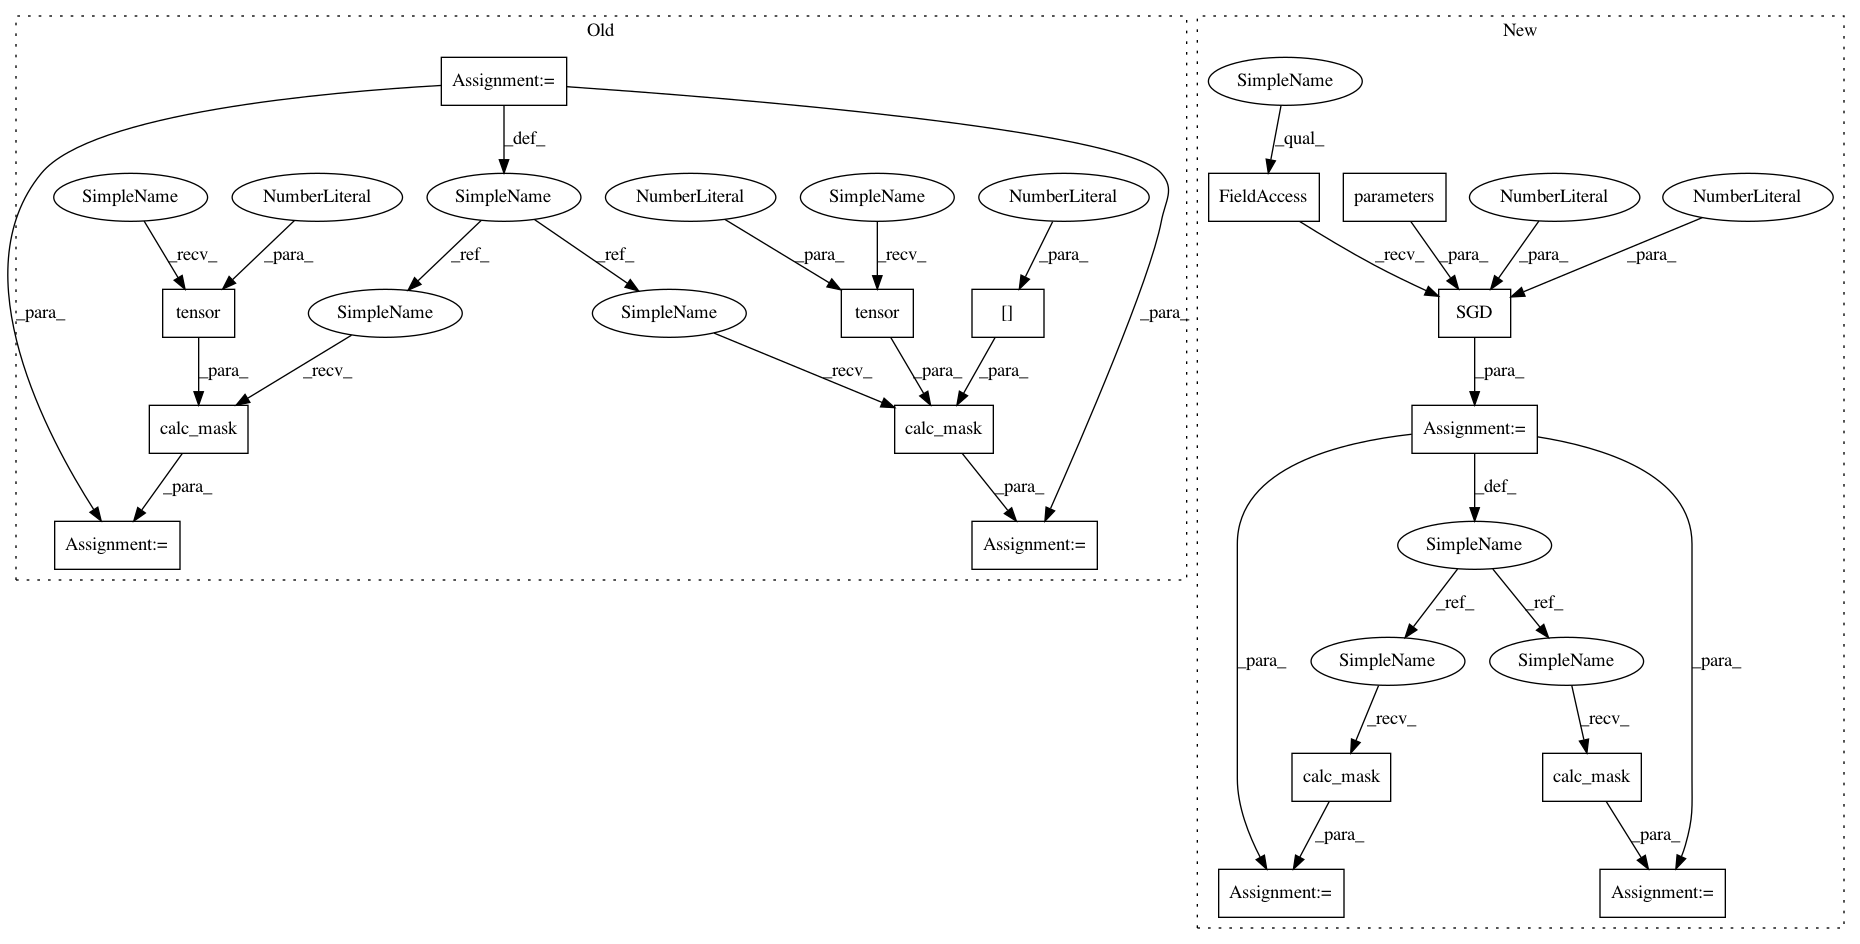 Old
New
Assignment:=
SimpleName
_def_
_qual_
SimpleName
NumberLiteral
SimpleName
NumberLiteral
SimpleName
NumberLiteral
FieldAccess
parameters
NumberLiteral
NumberLiteral
_recv_
_para_
_ref_
_ref_
_para_
_recv_
_para_
_recv_
_para_
_para_
_para_
_para_
tensor
SimpleName
SimpleName
tensor
[]
_para_
SGD
_para_
_recv_
_recv_
_para_
_para_
_para_
calc_mask
calc_mask
Assignment:=
_para_
_para_
_def_
Assignment:=
Assignment:=
SimpleName
_ref_
_ref_
_para_
SimpleName
SimpleName
_para_
_recv_
_recv_
calc_mask
calc_mask
_para_
_para_
Assignment:=
Assignment:=